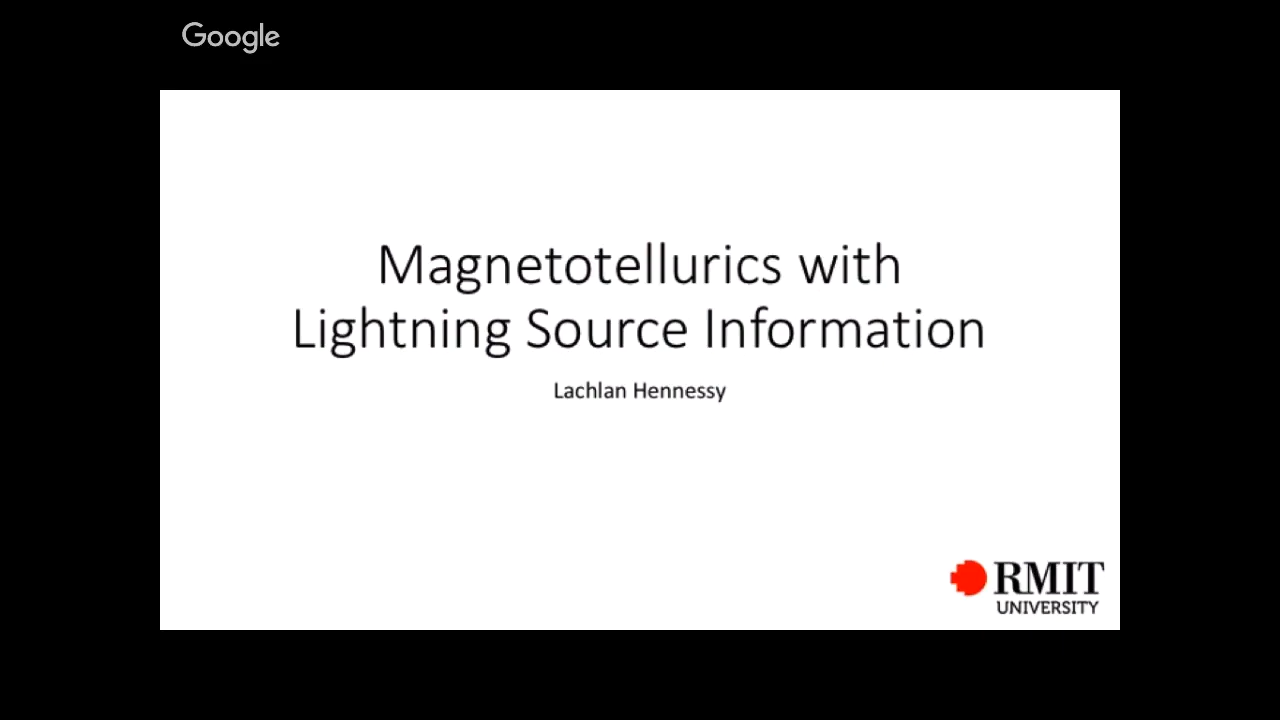 Google
Magnetotellurics with
Lightning Source Information
Lachlan Hennessy
RMIT
UNIVERSITY